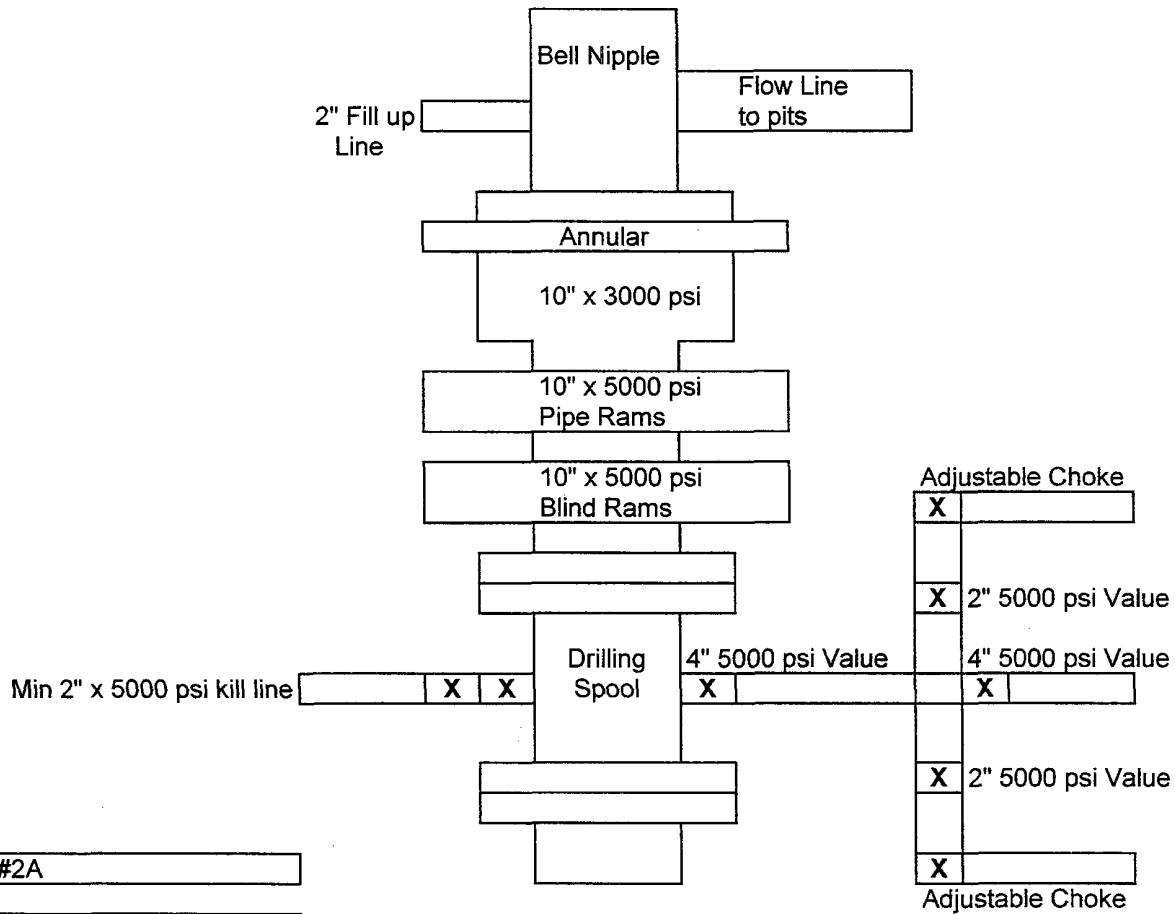 Bell Nipple
Flow Line
to pits
2" Fill up
Line
Annular
10" x 3000 psi
10" x 5000 psi
Pipe Rams
10" x 5000 psi
Blind Rams
Adjustable Choke
X
X 2" 5000 psi Value
Drilling
Spool
4" 5000 psi Value
4" 5000 psi Value
Min 2" x 5000 psi kill line
X X
X
X
X 2" 5000 psi Value
#2A
X
Adjustable Choke